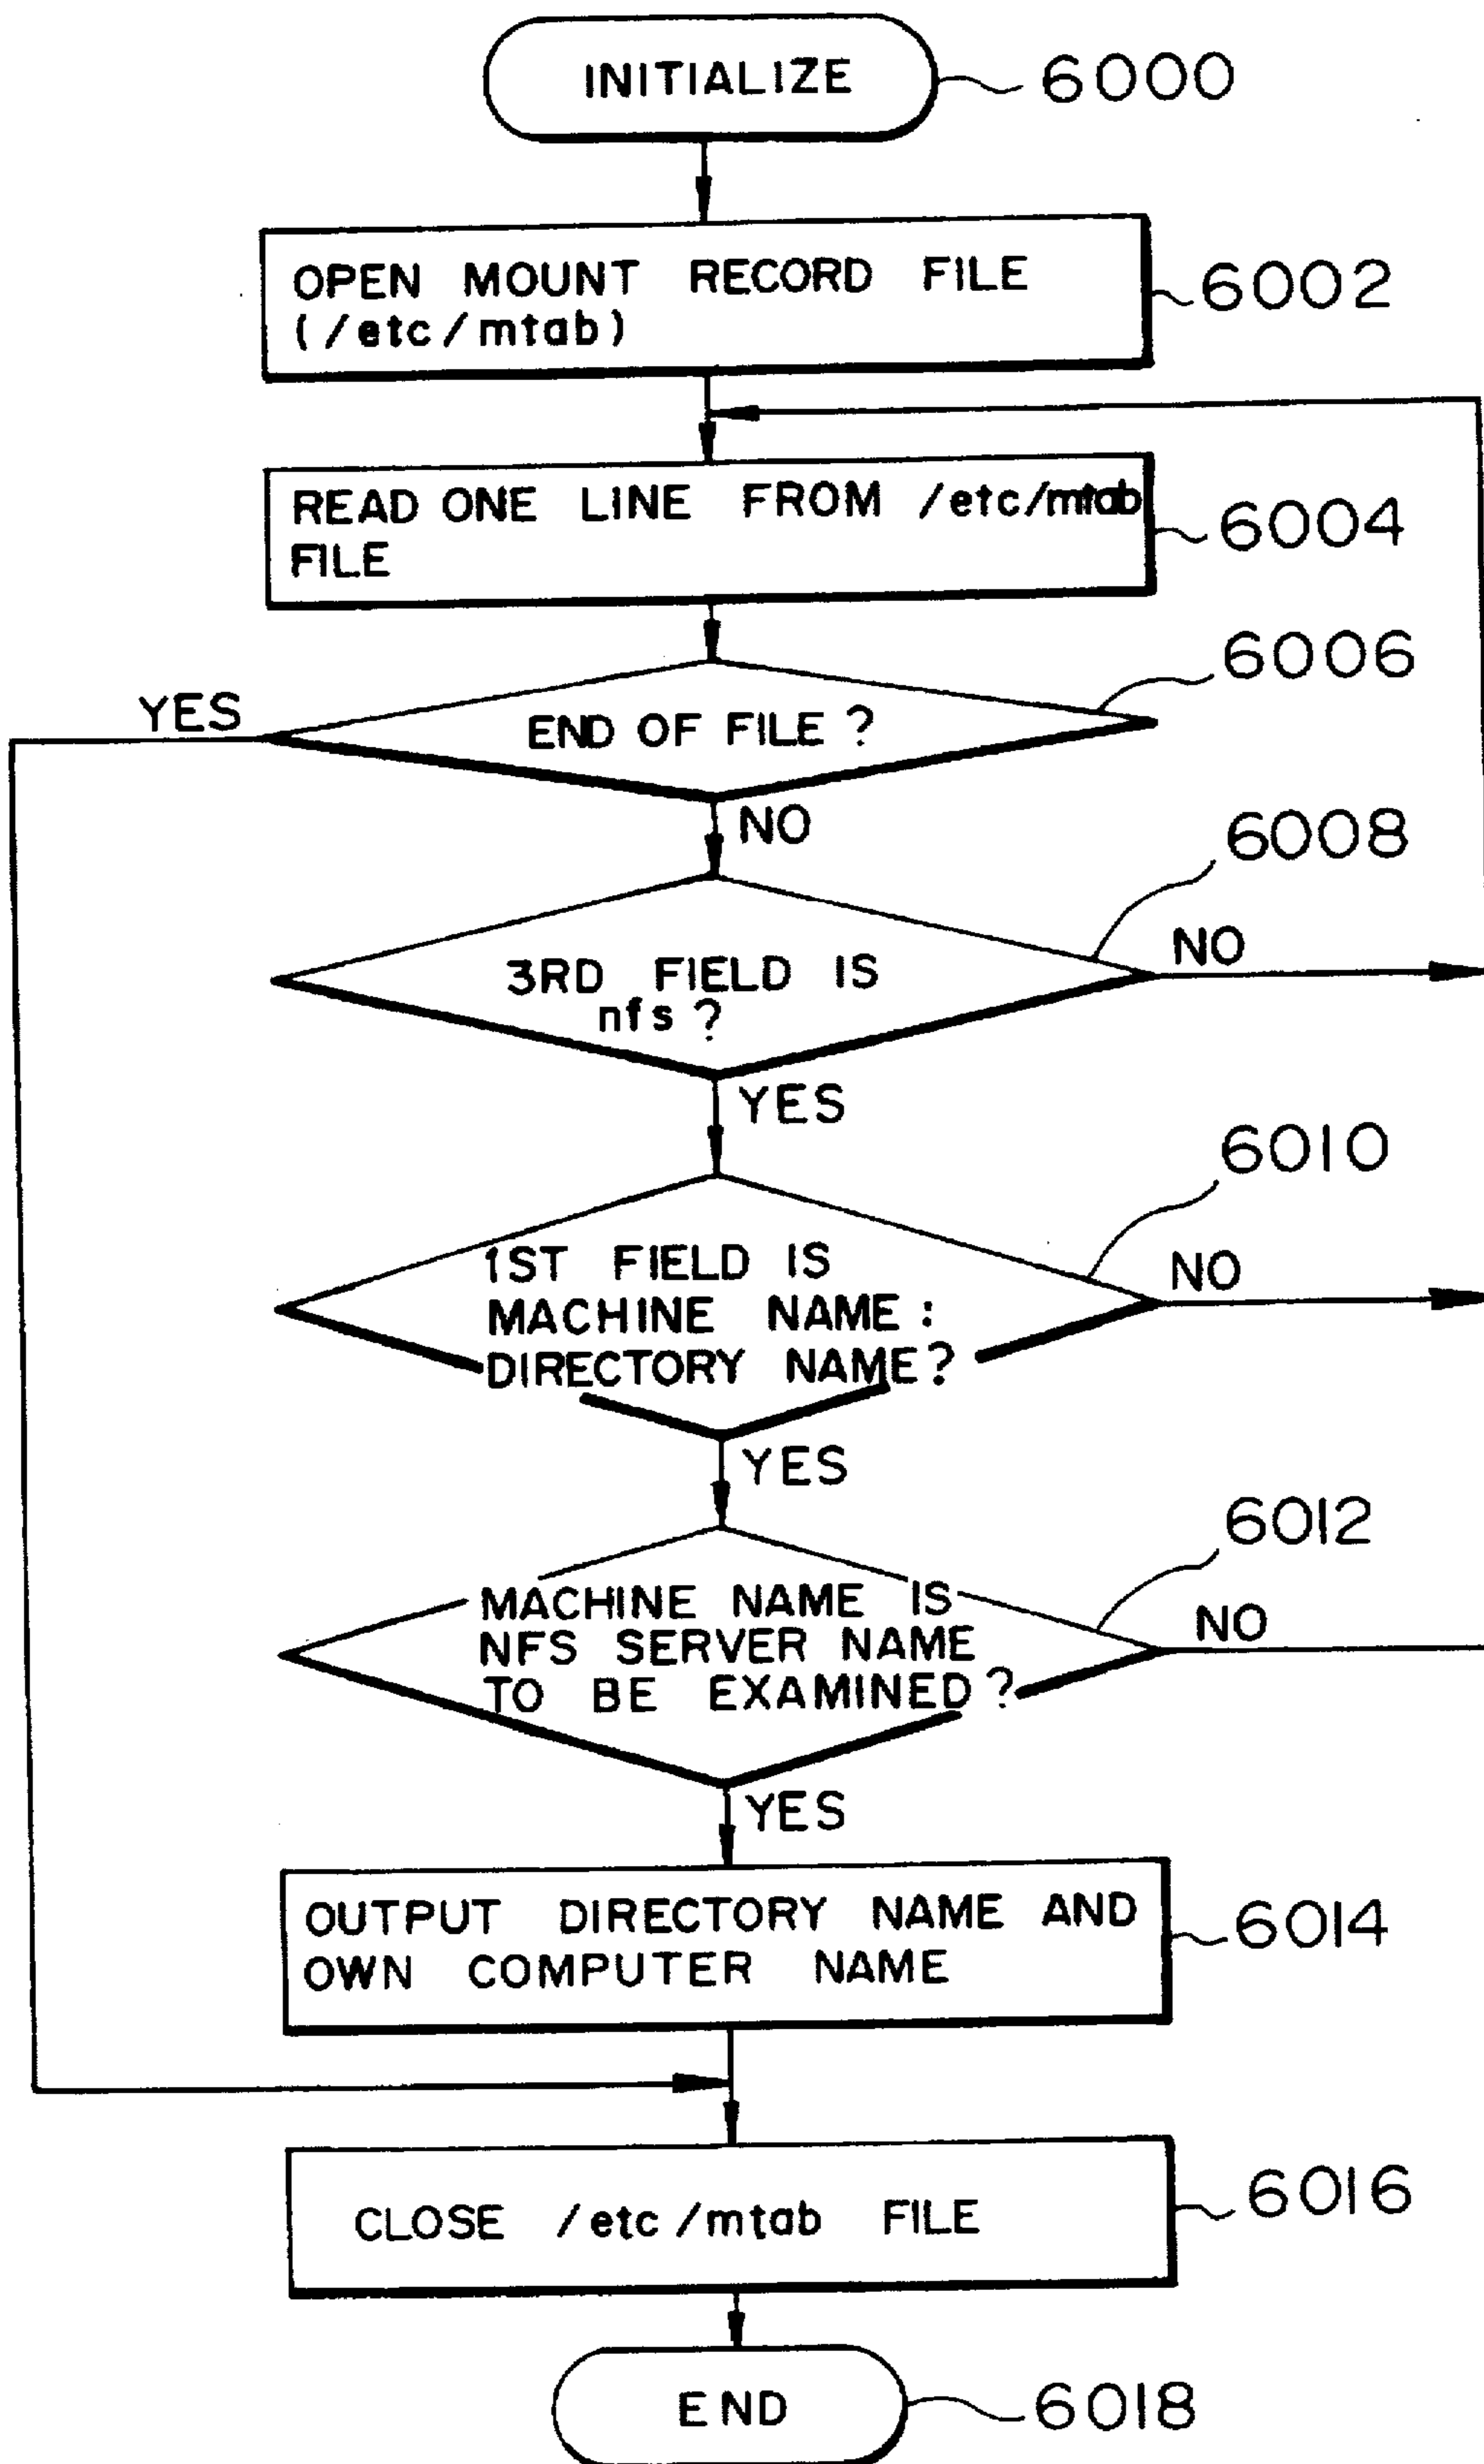 INITIALIZE
6000
OPEN MOUNT RECORD FILE
(/etc/mtab)
6002
READ ONE LINE FROM /etc/mtab
FILE
6004
6006
YES
END OF FILE ?
NO
6008
3RD FIELD IS
nfs ?
NO
YES
6010
1ST FIELD IS
MACHINE NAME :
DIRECTORY NAME?
NO
YES
6012
MACHINE NAME IS
NFS SERVER NAME
TO BE EXAMINED ?
NO
YES
OUTPUT DIRECTORY NAME AND
OWN COMPUTER NAME
6014
CLOSE /etc/mtab FILE
6016
END
6018